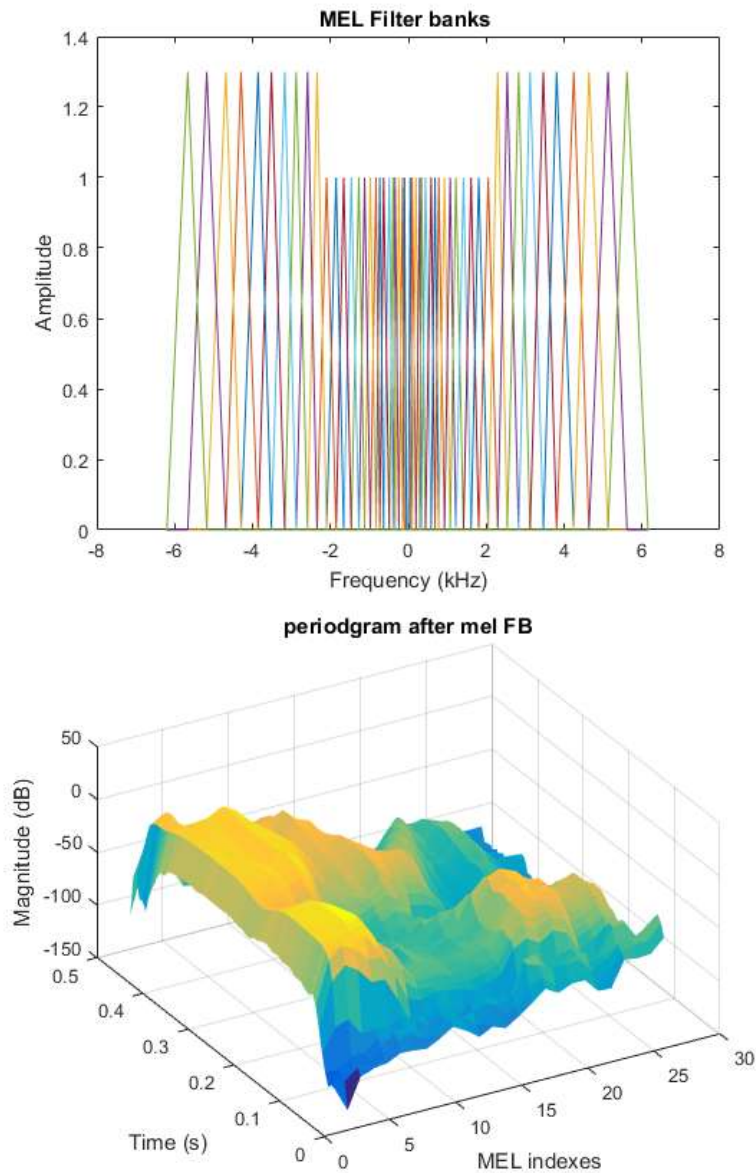 MEL Filter banks
1.4
1.2
1
0.8
0.6
0.4
0.2
0
Amplitude
-8 -6 -4 -2 0 2 4 6 8
Frequency (kHz)
periodgram after mel FB
50
0
-50
-100
-150
Magnitude (dB)
0.5
0.4
0.3
0.2
0.1
0
Time (s)
0 5 10 15 20 25 30
MEL indexes